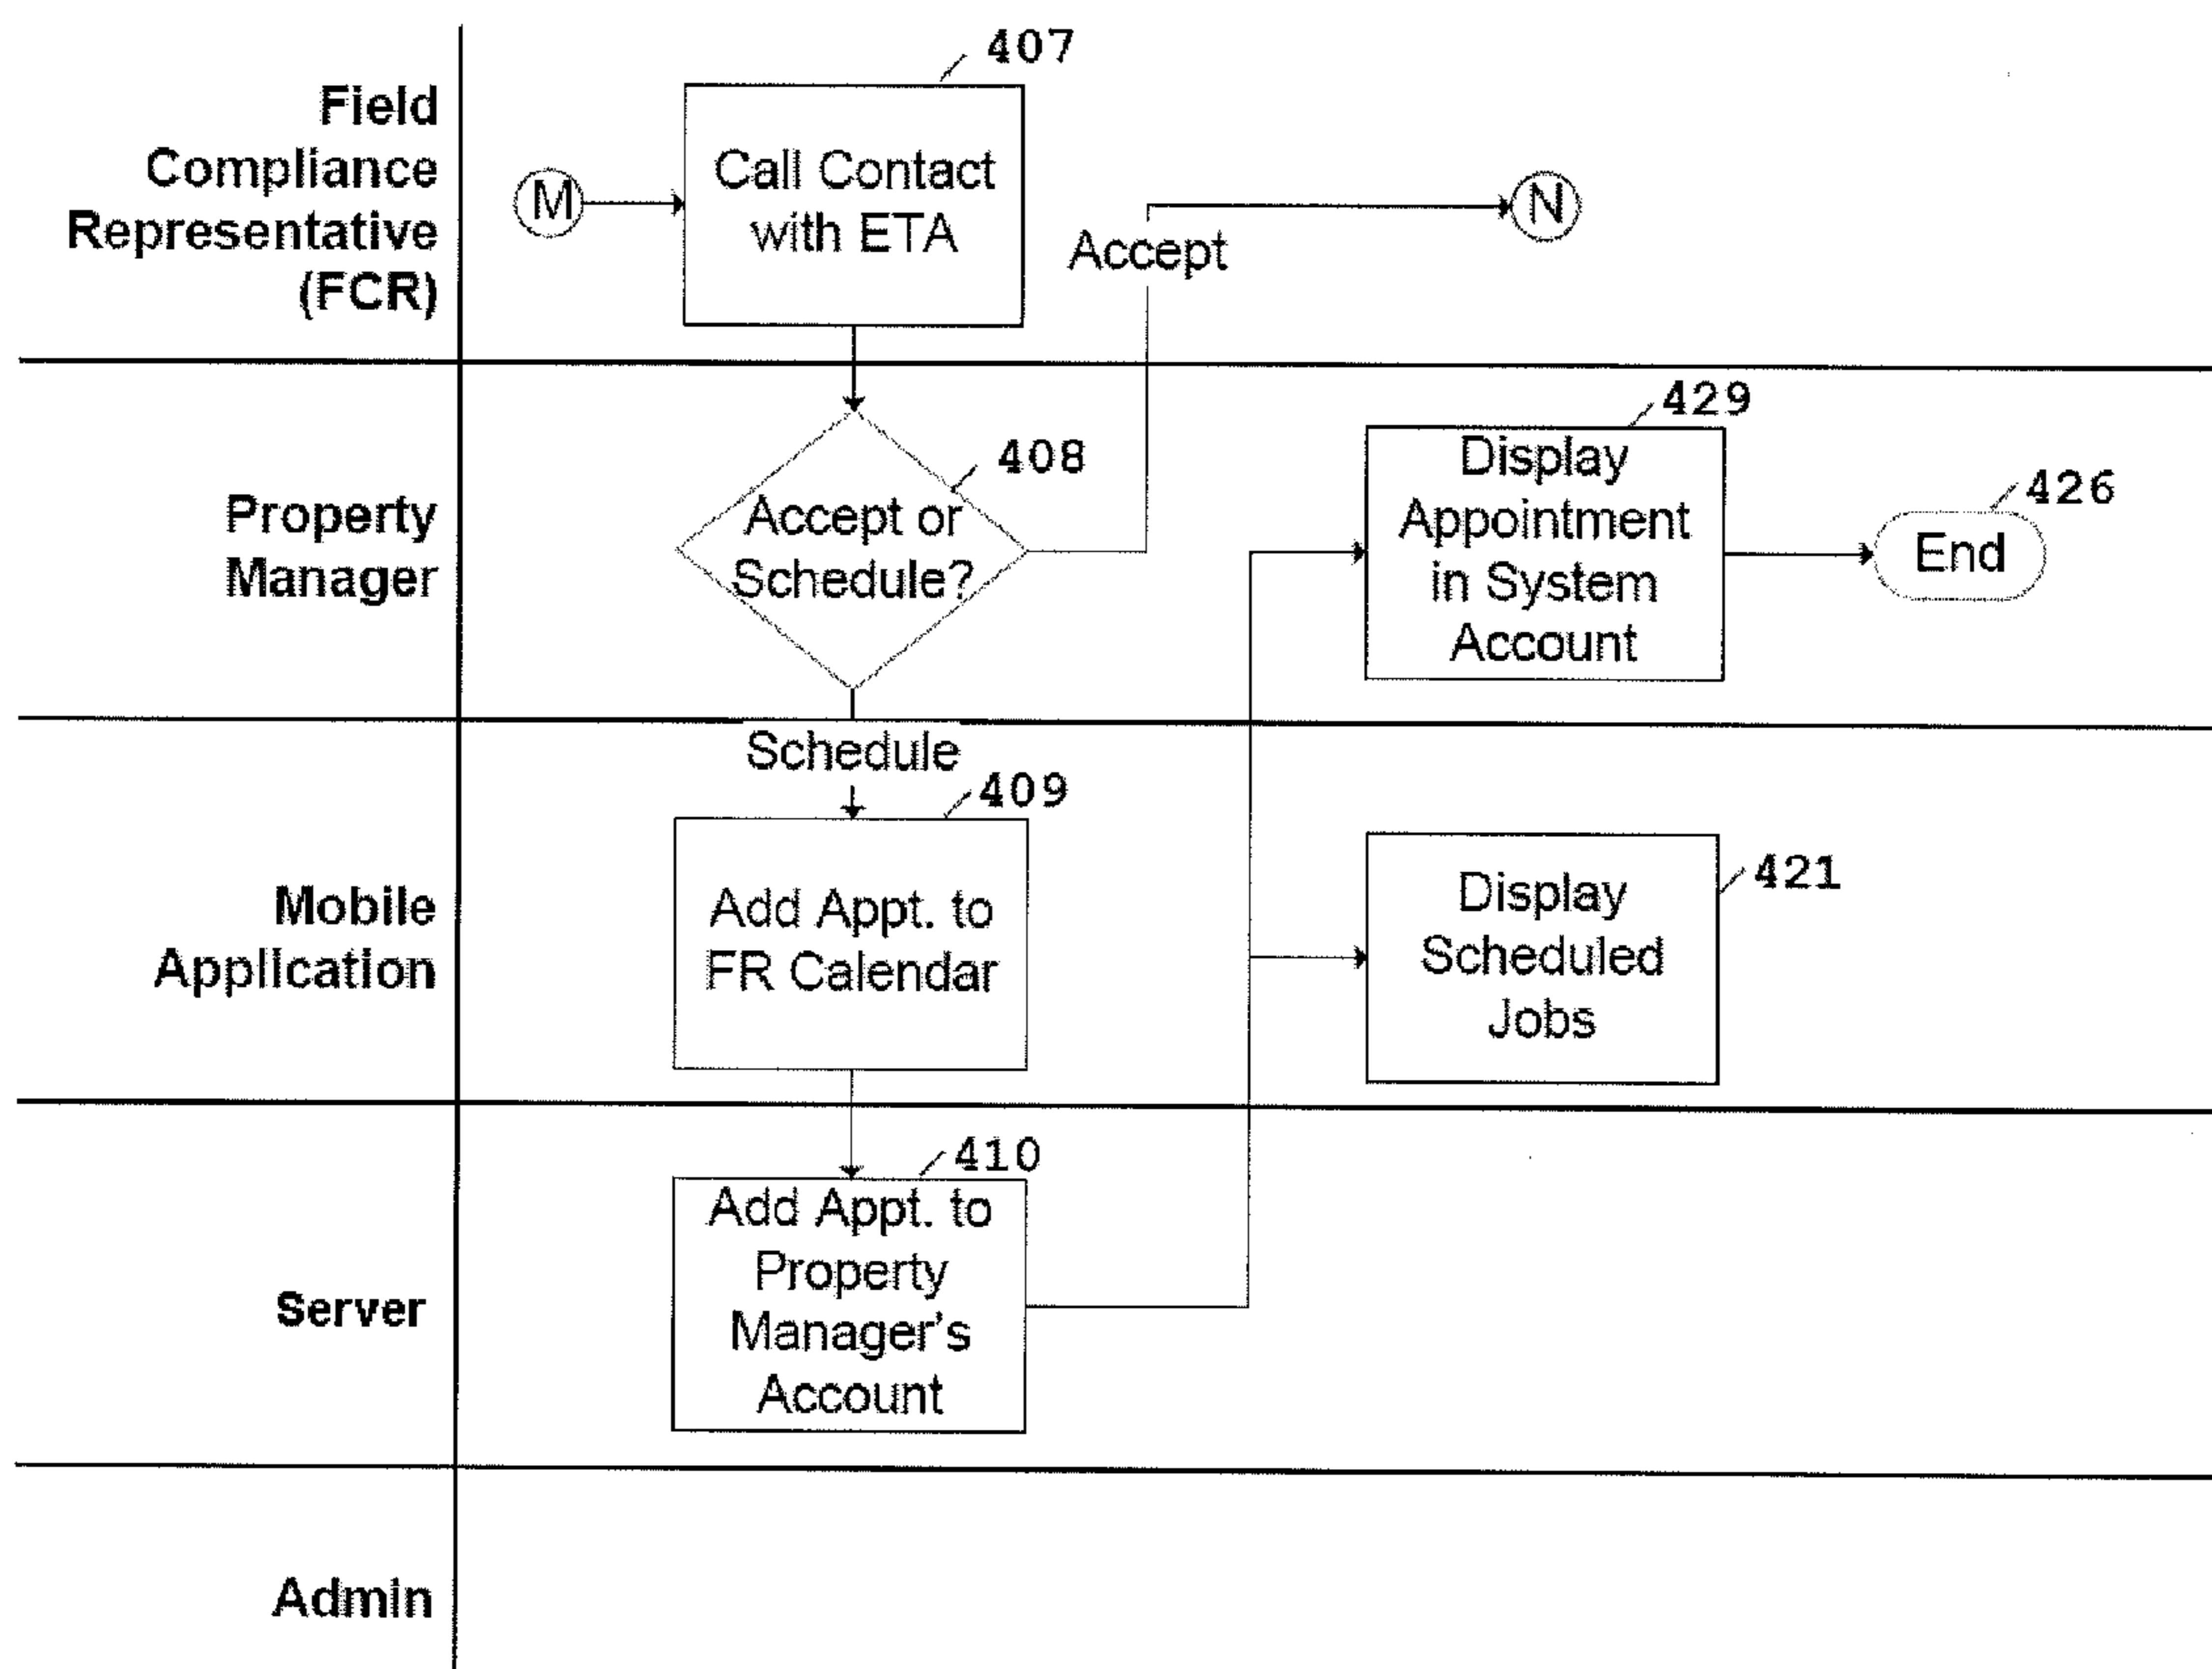 Field
Compliance
Representative
(FCR)
M
407
Call Contact
with ETA
Accept
N
Property
Manager
408
Accept or
Schedule?
429
Display
Appointment
in System
Account
426
End
Mobile
Application
Schedule
409
Add Appt. to
FR Calendar
421
Display
Scheduled
Jobs
Server
410
Add Appt. to
Property
Manager's
Account
Admin